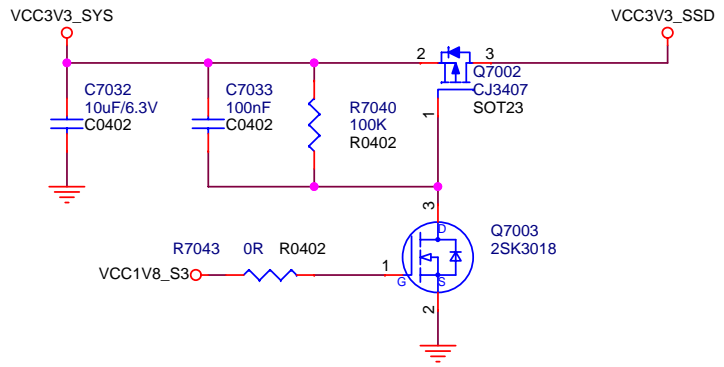 VCC3V3_SYS
VCC3V3_SSD
2
3
C7032
10uF/6.3V
C0402
C7033
100nF
C0402
R7040
100K
R0402
Q7002
CJ3407
SOT23
1
3
D
Q7003
2SK3018
R7043 0R R0402
VCC1V8_S3
1
G
S
2